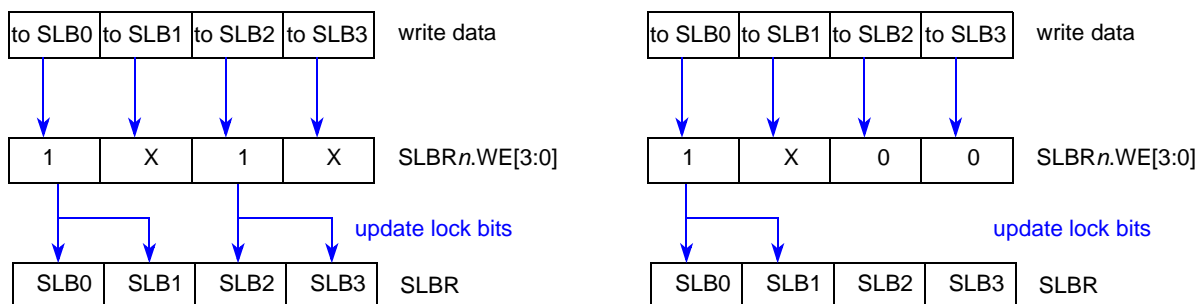 to SLB0 to SLB1 to SLB2 to SLB3 write data
1 X 1 X SLBRn.WE[3:0]
update lock bits
SLB0 SLB1 SLB2 SLB3 SLBR
to SLB0 to SLB1 to SLB2 to SLB3 write data
1 X 0 0 SLBRn.WE[3:0]
update lock bits
SLB0 SLB1 SLB2 SLB3 SLBR